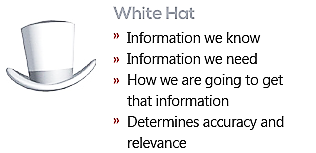 White Hat
» Information we know
» Information we need
» How we are going to get
that information
» Determines accuracy and
relevance